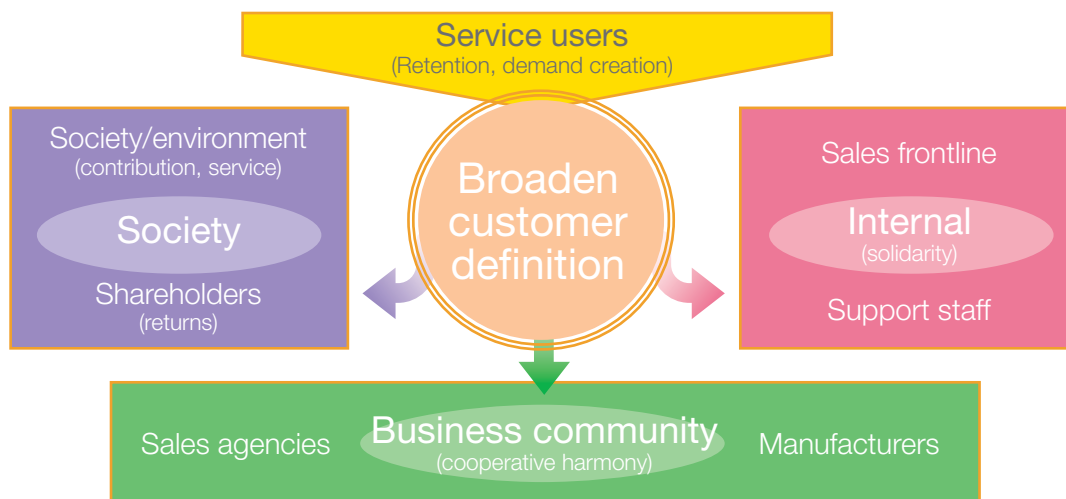 Service users
(Retention, demand creation)
Society/environment
(contribution, service)
Society
Shareholders
(returns)
Broaden
customer
definition
Sales frontline
Internal
(solidarity)
Support staff
Sales agencies
Business community
(cooperative harmony)
Manufacturers